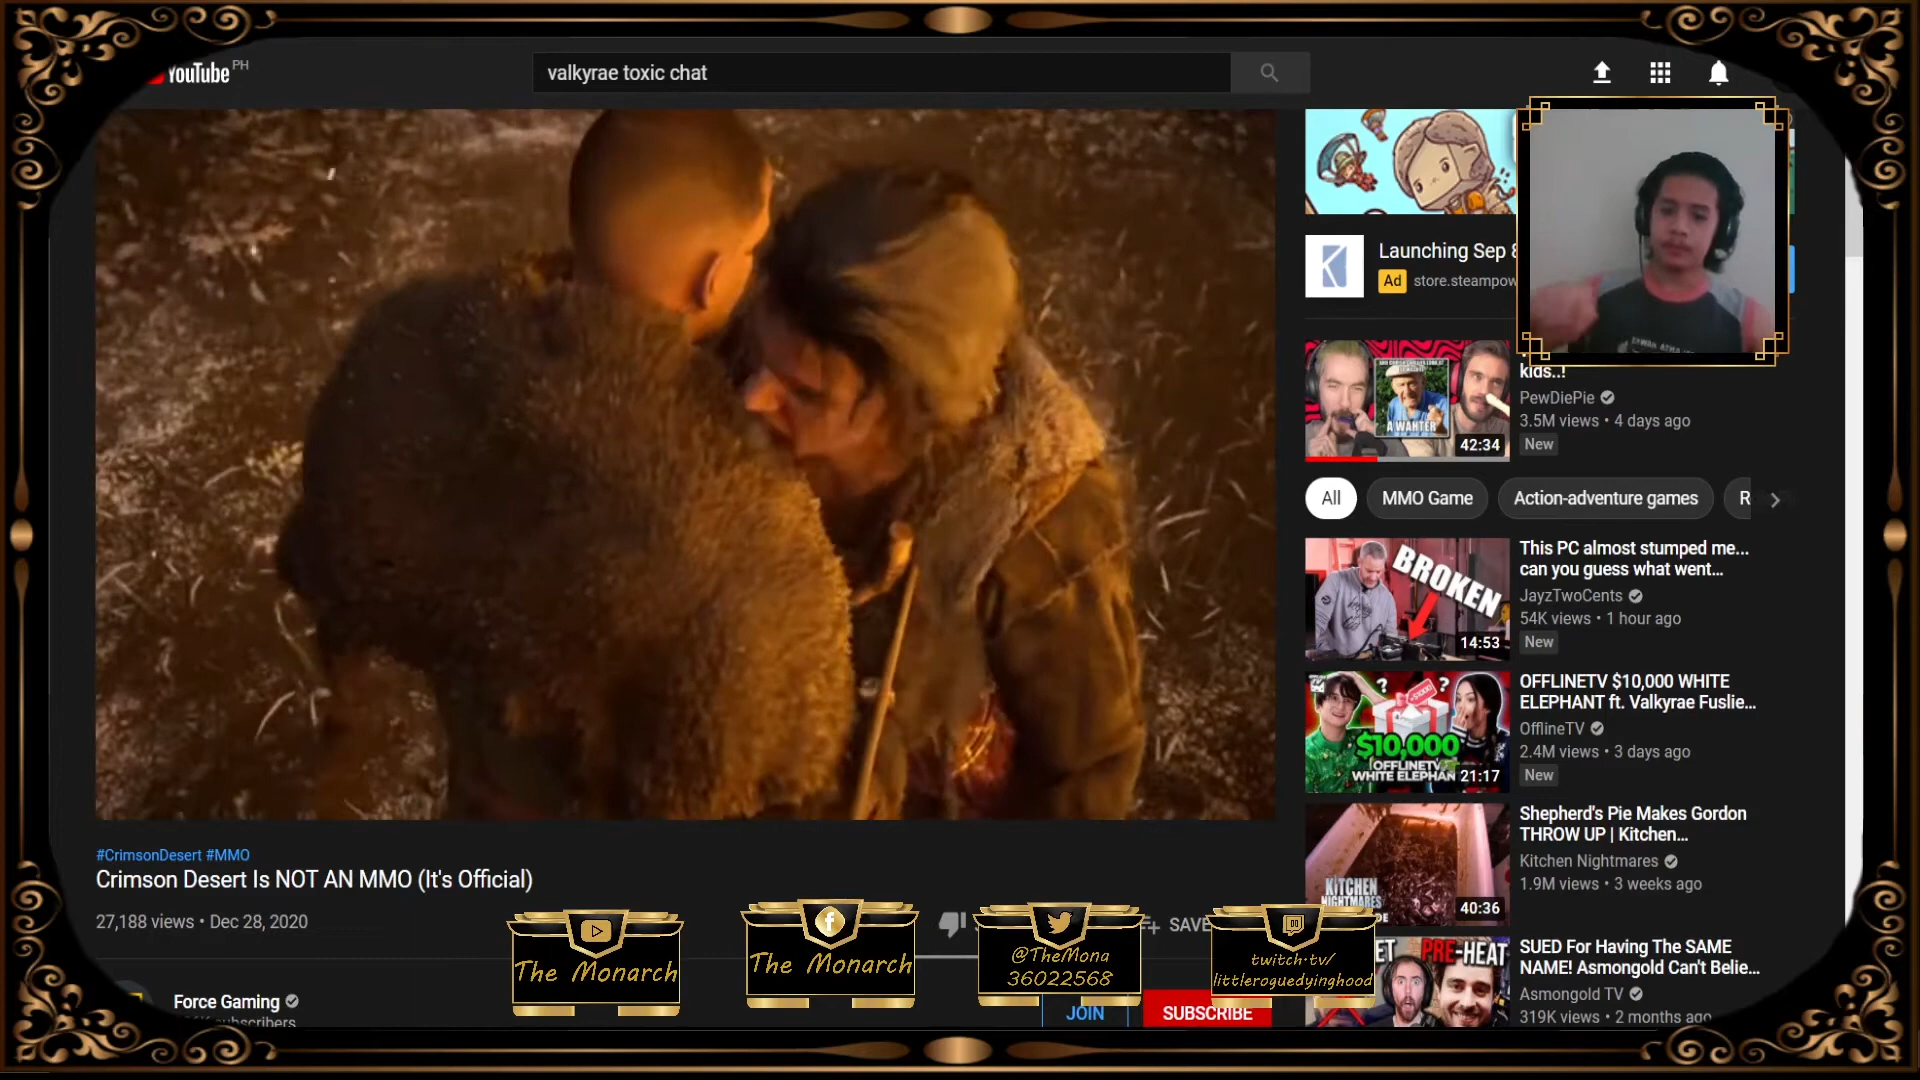 YouTube PH
valkyrae toxic chat
Launching Sep
Ad store.steampow
kids..!
PewDiePie
3.5M views • 4 days ago
New
A WAHTER
42:34
All
MMO Game
Action-adventure games
R
BROKEN
14:53
This PC almost stumped me...
can you guess what went...
JayzTwoCents
54K views • 1 hour ago
New
$10,000
OFFLINETV
WHITE ELEPHAN
21:17
OFFLINETV $10,000 WHITE
ELEPHANT ft. Valkyrae Fuslie...
OfflineTV
2.4M views • 3 days ago
New
KITCHEN
NIGHTMARES
40:36
Shepherd's Pie Makes Gordon
THROW UP | Kitchen...
Kitchen Nightmares
1.9M views • 3 weeks ago
PRE-HEAT
SUED For Having The SAME
NAME! Asmongold Can't Belie...
Asmongold TV
319K views • 2 months ago
#CrimsonDesert #MMO
Crimson Desert Is NOT AN MMO (It's Official)
27,188 views • Dec 28, 2020
SAVE
The Monarch
The Monarch
@TheMona
36022568
twitch.tv/
littleroguedyinghood
Force Gaming
subscribers
JOIN
SUBSCRIBE